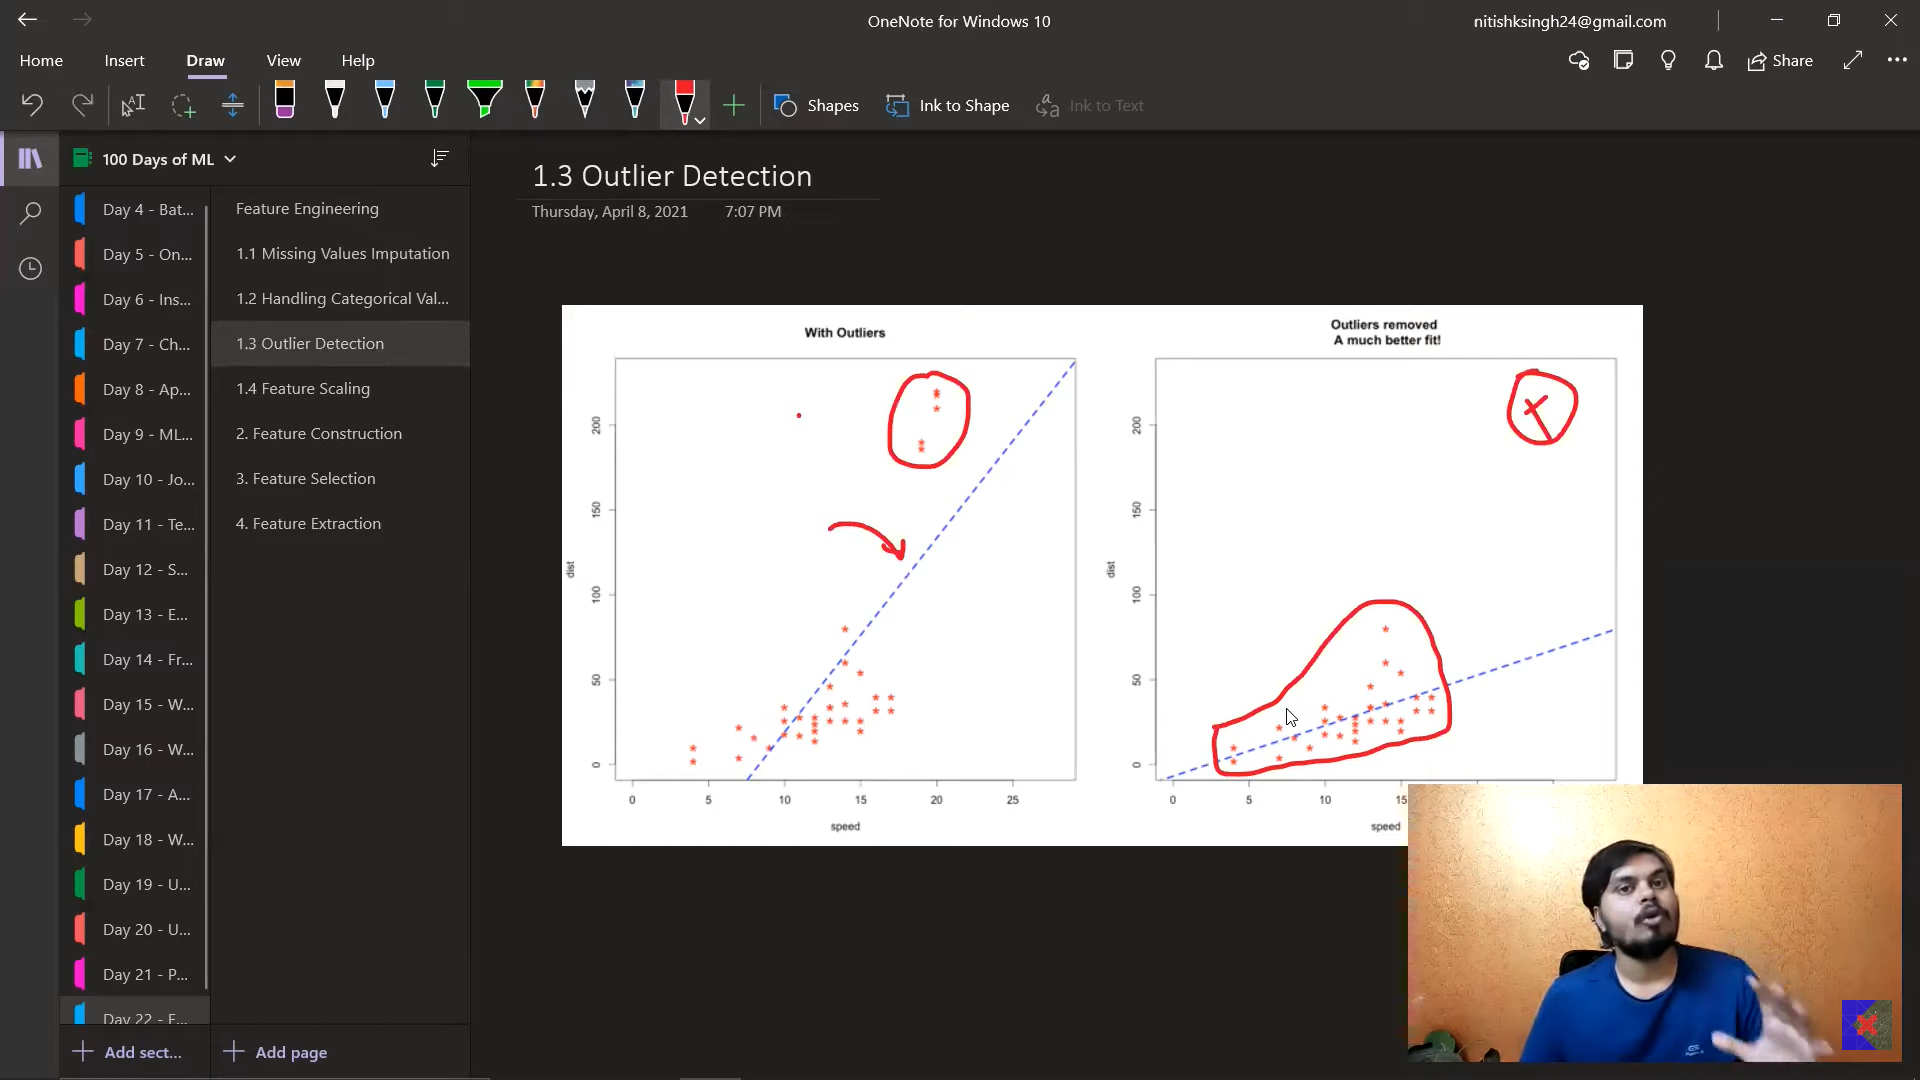 OneNote for Windows 10
nitishksingh24@gmail.com
Home Insert Draw View Help
Share
Shapes
Ink to Shape
Ink to Text
100 Days of ML
Day 4 - Bat...
Day 5 - On...
Day 6 - Ins...
Day 7 - Ch...
Day 8 - Ap...
Day 9 - ML...
Day 10 - Jo...
Day 11 - Te...
Day 12 - S...
Day 13 - E...
Day 14 - Fr...
Day 15 - W...
Day 16 - W...
Day 17 - A...
Day 18 - W...
Day 19 - U...
Day 20 - U...
Day 21 - P...
Day 22 - F...
Add sect...
Feature Engineering
1.1 Missing Values Imputation
1.2 Handling Categorical Val...
1.3 Outlier Detection
1.4 Feature Scaling
2. Feature Construction
3. Feature Selection
4. Feature Extraction
Add page
1.3 Outlier Detection
Thursday, April 8, 2021 7:07 PM
With Outliers
200
150
100
50
0
dist
0 5 10 15 20 25
speed
Outliers removed
A much better fit!
200
150
100
50
0
dist
0 5 10 15
speed